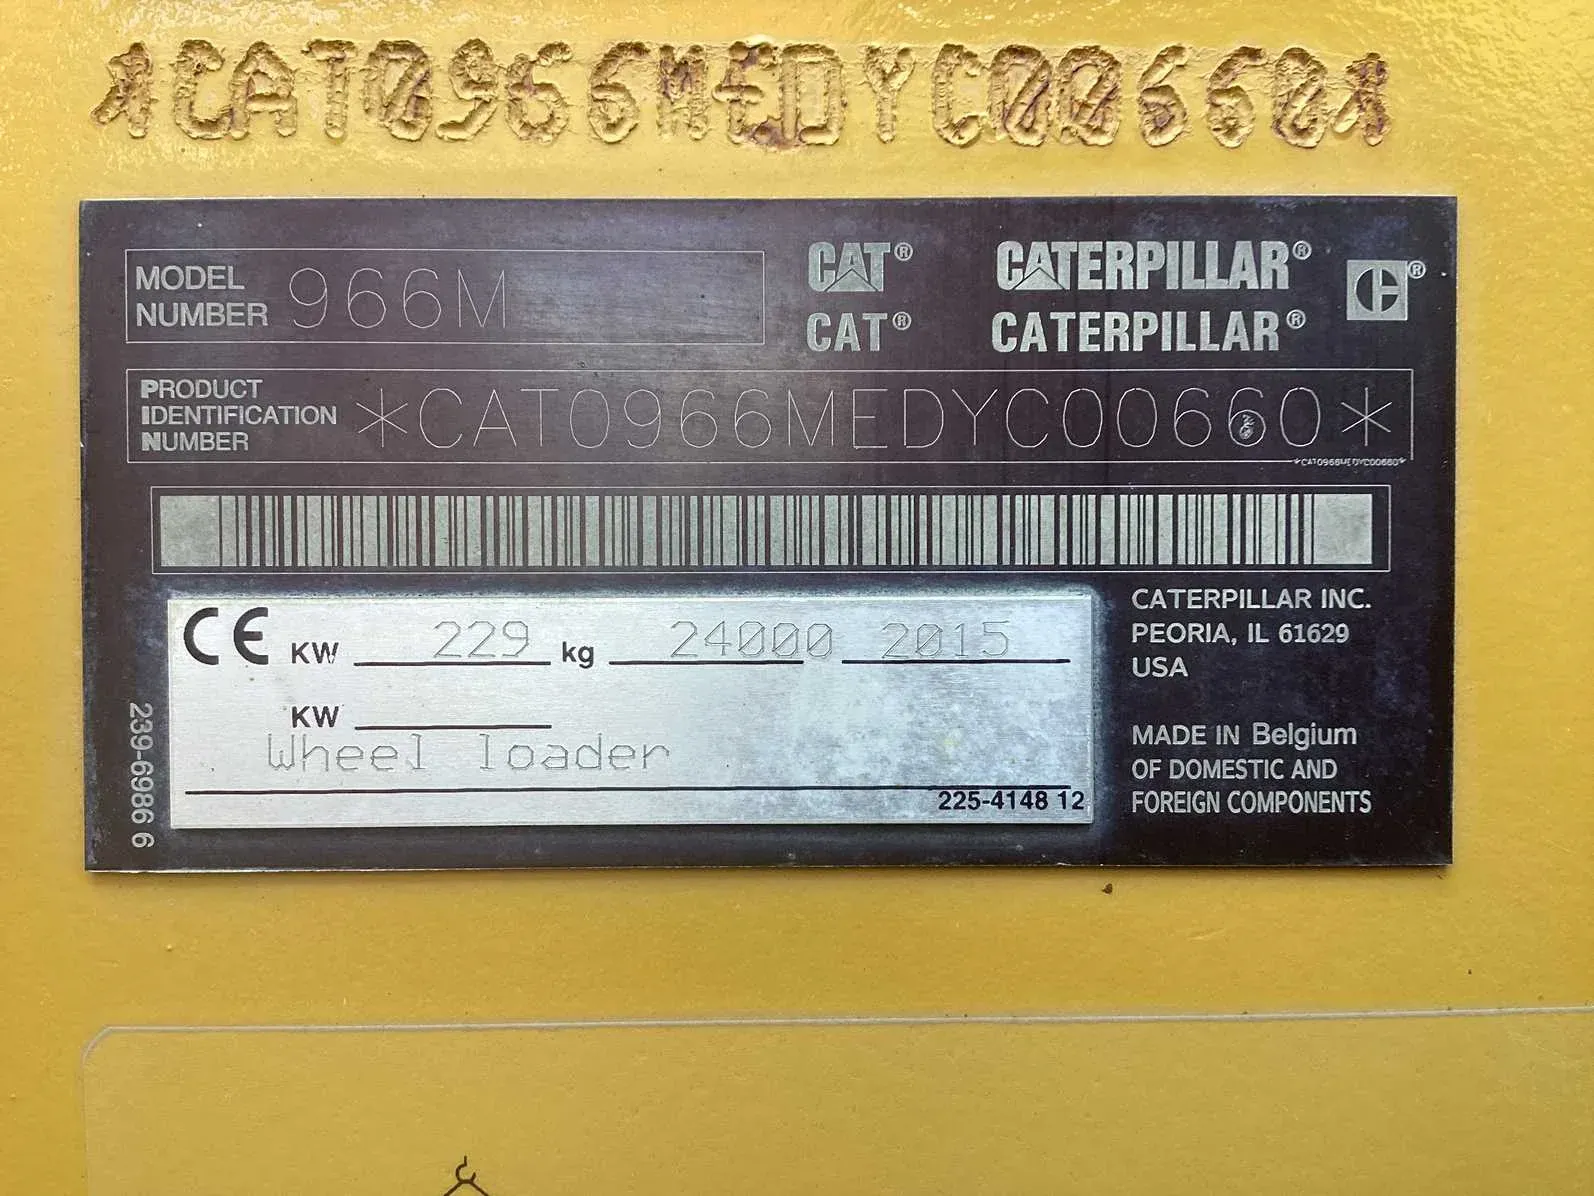 *CAT0966MEDYC00660*
MODEL
NUMBER 966M
CAT® CATERPILLAR®
CAT® CATERPILLAR®
PRODUCT
IDENTIFICATION
NUMBER *CAT0966MEDYC00660*
*CAT0966MEDYC00660*
CE KW 229 kg 24000 2015
KW
Wheel loader
225-4148 12
239-6986 6
CATERPILLAR INC.
PEORIA, IL 61629
USA
MADE IN Belgium
OF DOMESTIC AND
FOREIGN COMPONENTS